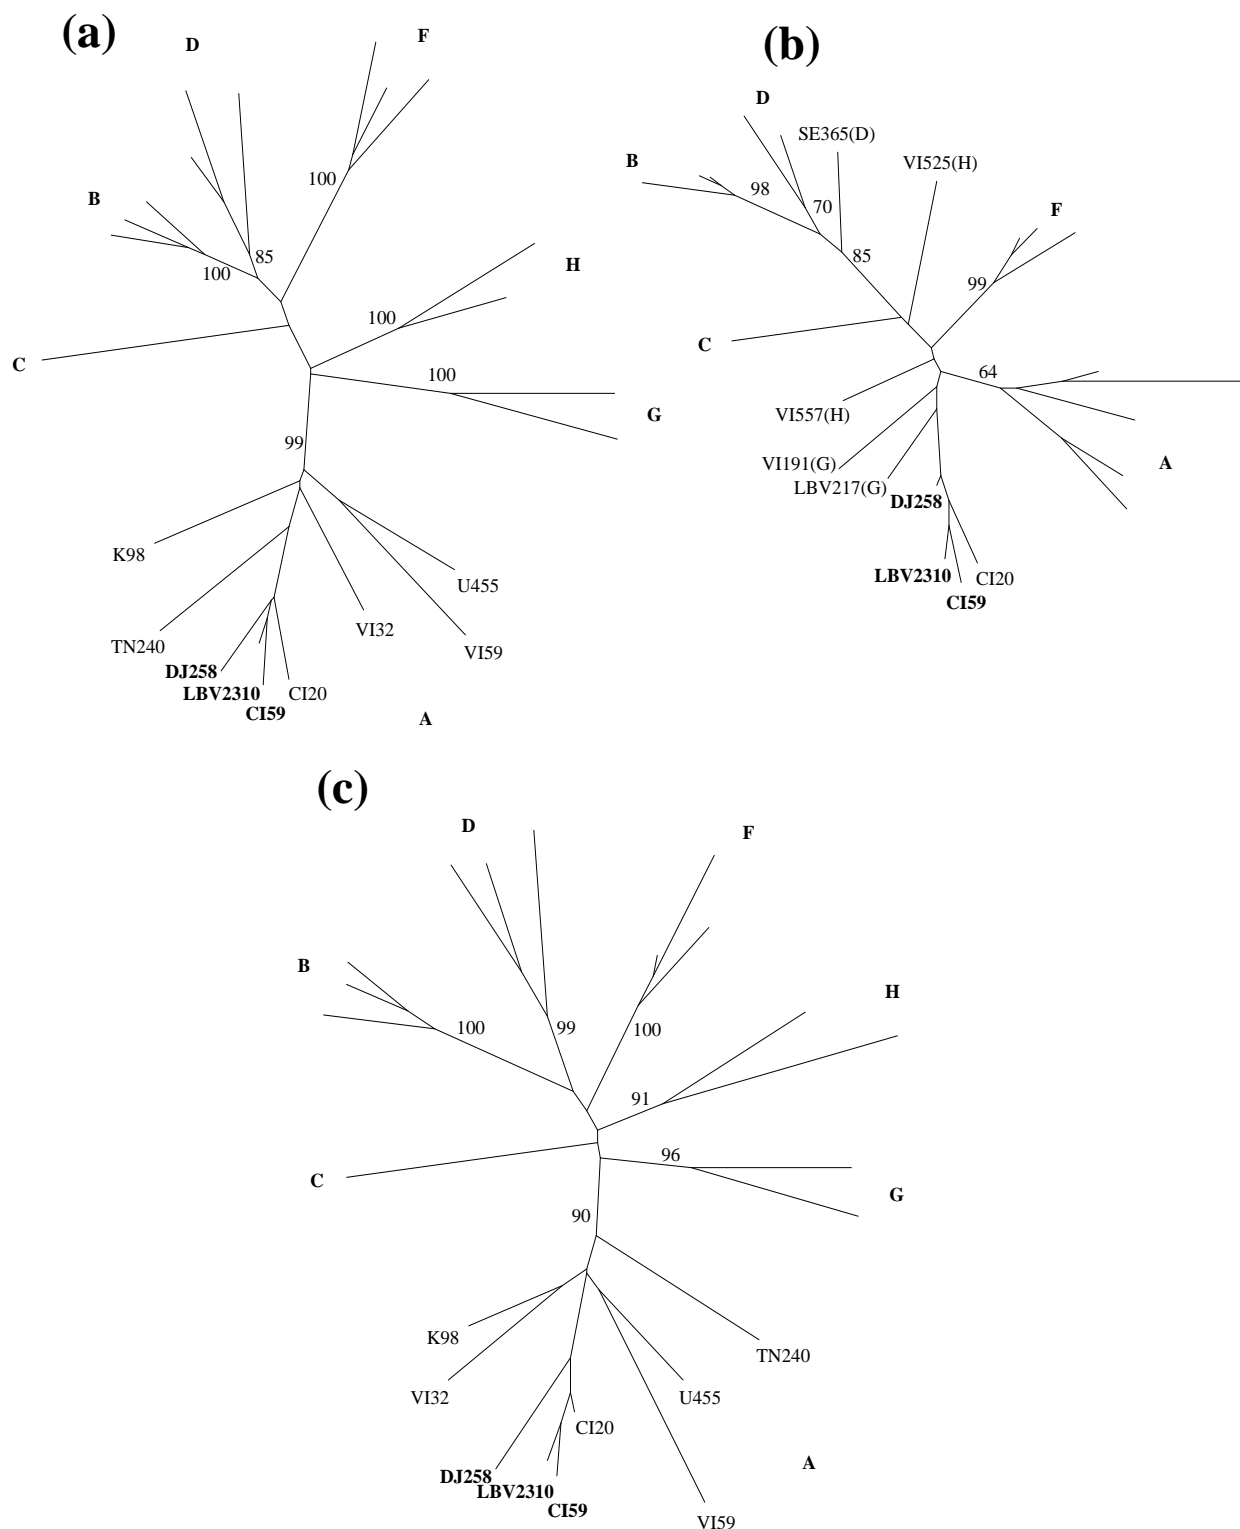 (a)
D
F
B
100
85
100
H
100
C
100
G
99
K98
U455
TN240
VI32
VI59
DJ258
LBV2310
CI20
CI59
A
(b)
D
SE365(D)
B
VI525(H)
98
70
F
85
99
C
64
VI557(H)
VI191(G)
A
LBV217(G)
DJ258
LBV2310
CI20
CI59
(c)
D
F
B
H
100
99
100
91
96
C
G
90
K98
TN240
VI32
U455
CI20
A
DJ258
LBV2310
CI59
VI59